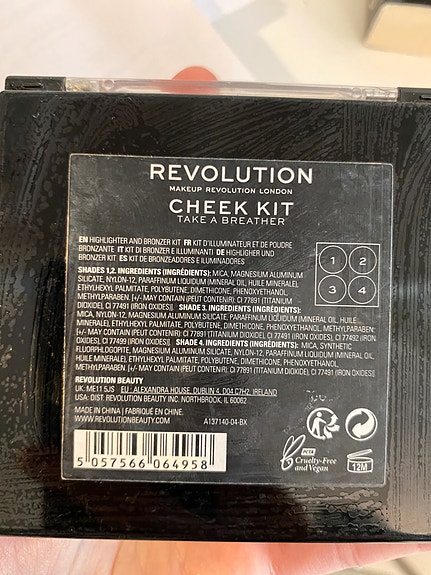 REVOLUTION
MAKEUP REVOLUTION LONDON
CHEEK KIT
TAKE A BREATHER
EN HIGHLIGHTER AND BRONZER KIT FR KIT D'ILLUMINATEUR ET DE POUDRE
BRONZANTE IT KIT DI BRONZER E ILLUMINANTI DE HIGHLIGHTER UND
BRONZER KIT ES KIT DE BRONZEADORES E ILUMINADORES
1 2
3 4
SHADES 1,2. INGREDIENTS (INGRÉDIENTS): MICA, MAGNESIUM ALUMINUM
SILICATE, NYLON-12, PARAFFINUM LIQUIDUM (MINERAL OIL, HUILE MINERALE),
ETHYLHEXYL PALMITATE, POLYBUTENE, DIMETHICONE, PHENOXYETHANOL,
METHYLPARABEN. [+/- MAY CONTAIN (PEUT CONTENIR): CI 77891 (TITANIUM
DIOXIDE), CI 77491 (IRON OXIDES)] SHADE 3. INGREDIENTS (INGRÉDIENTS):
MICA, NYLON-12, MAGNESIUM ALUMINUM SILICATE, PARAFFINUM LIQUIDUM (MINERAL OIL, HUILE
MINERALE), ETHYLHEXYL PALMITATE, POLYBUTENE, DIMETHICONE, PHENOXYETHANOL, METHYLPARABEN.
[+/- MAY CONTAIN (PEUT CONTENIR): CI 77891 (TITANIUM DIOXIDE), CI 77491 (IRON OXIDES), CI 77492 (IRON
OXIDES), CI 77499 (IRON OXIDES)] SHADE 4. INGREDIENTS (INGRÉDIENTS): MICA, SYNTHETIC
FLUORPHLOGOPITE, MAGNESIUM ALUMINUM SILICATE, NYLON-12, PARAFFINUM LIQUIDUM (MINERAL OIL,
HUILE MINERALE), ETHYLHEXYL PALMITATE, POLYBUTENE, DIMETHICONE, PHENOXYETHANOL,
METHYLPARABEN. [+/- MAY CONTAIN (PEUT CONTENIR): CI 77891 (TITANIUM DIOXIDE), CI 77491 (IRON OXIDES)]
REVOLUTION BEAUTY
UK: ME11 5JS EU: ALEXANDRA HOUSE, DUBLIN 4, D04 C7H2, IRELAND
USA: DIST. REVOLUTION BEAUTY INC. NORTHBROOK, IL 60062
MADE IN CHINA | FABRIQUÉ EN CHINE.
WWW.REVOLUTIONBEAUTY.COM
A137140-04-BX
5 057566 064958
PETA
Cruelty-Free
and Vegan
12M